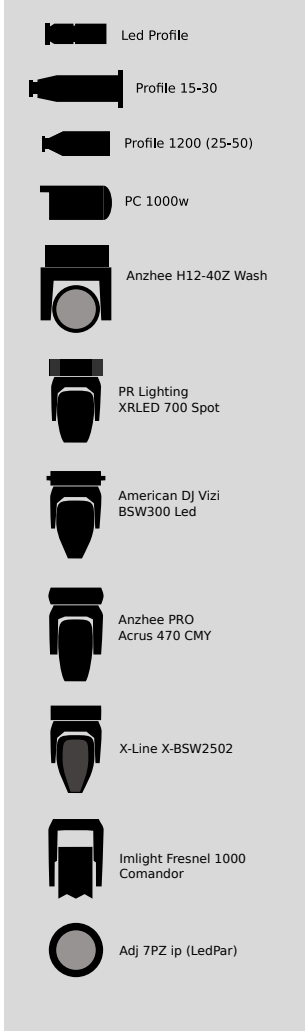 Led Profile
Profile 15-30
Profile 1200 (25-50)
PC 1000w
Anzhee H12-40Z Wash
PR Lighting
XRLED 700 Spot
American DJ Vizi
BSW300 Led
Anzhee PRO
Acrus 470 CMY
X-Line X-BSW2502
Imlight Fresnel 1000
Comandor
Adj 7PZ ip (LedPar)